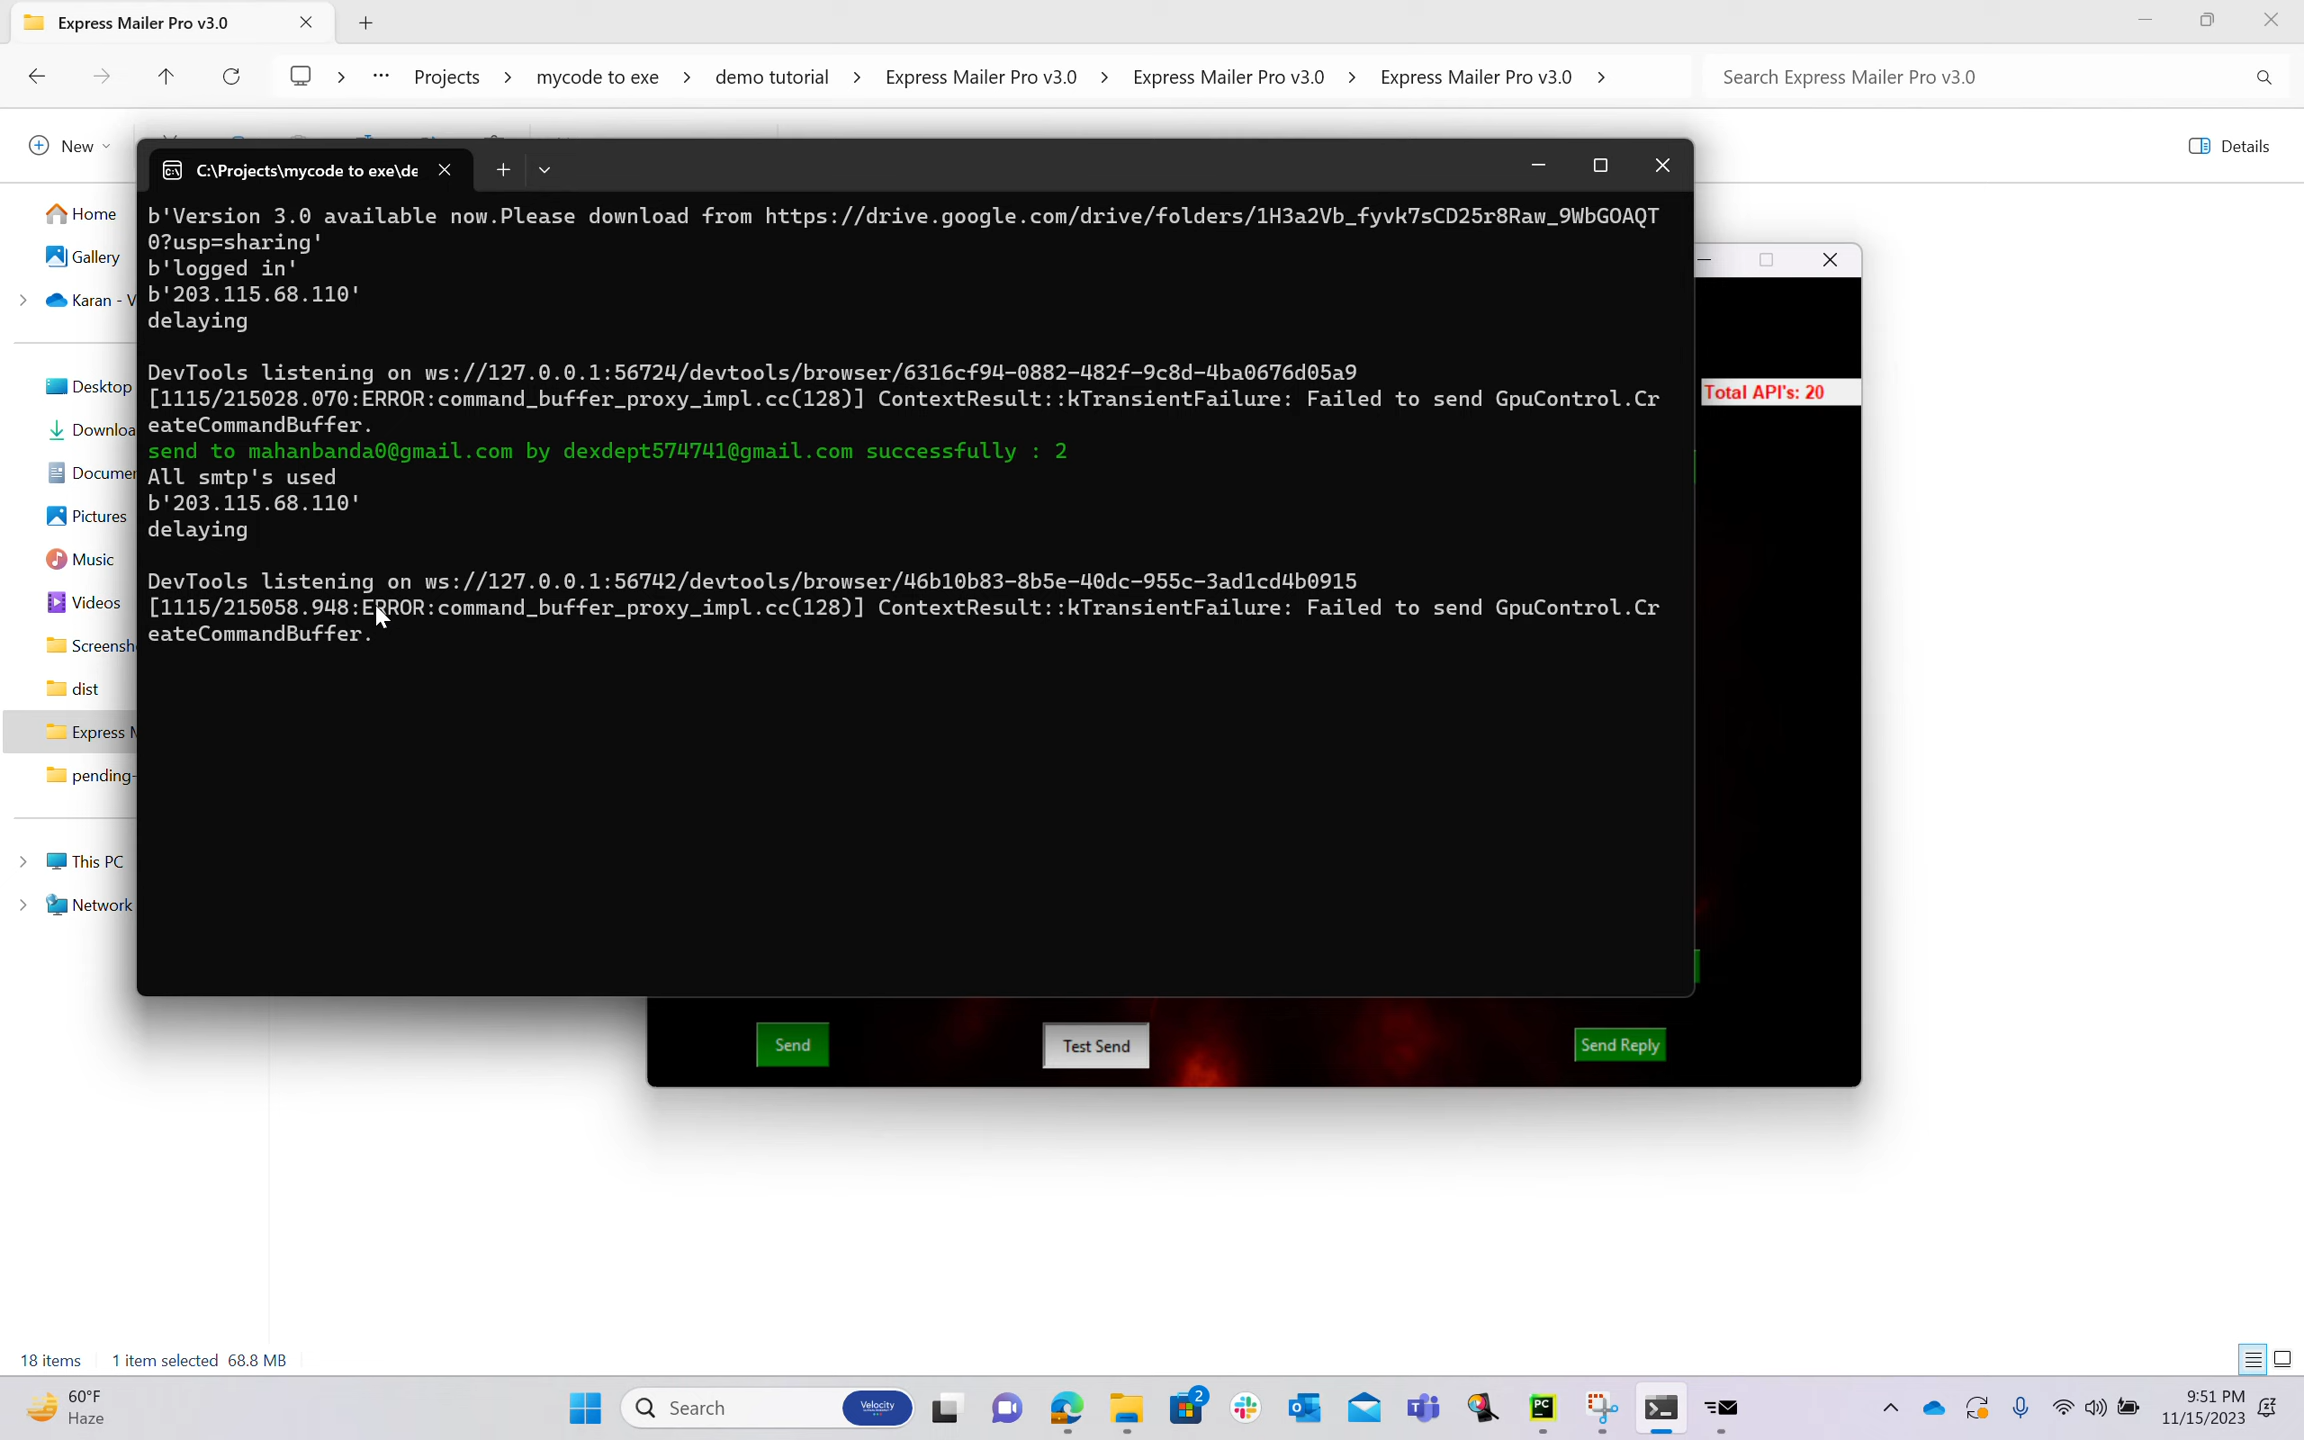 Express Mailer Pro v3.0
Projects > mycode to exe > demo tutorial > Express Mailer Pro v3.0 > Express Mailer Pro v3.0 > Express Mailer Pro v3.0 >
Search Express Mailer Pro v3.0
New
Details
C:\Projects\mycode to exe\de
b'Version 3.0 available now.Please download from https://drive.google.com/drive/folders/1H3a2Vb_fyvk7sCD25r8Raw_9WbGOAQT
0?usp=sharing'
b'logged in'
b'203.115.68.110'
delaying
DevTools listening on ws://127.0.0.1:56724/devtools/browser/6316cf94-0882-482f-9c8d-4ba0676d05a9
[1115/215028.070:ERROR:command_buffer_proxy_impl.cc(128)] ContextResult::kTransientFailure: Failed to send GpuControl.Cr
eateCommandBuffer.
send to mahanbanda0@gmail.com by dexdept574741@gmail.com successfully : 2
All smtp's used
b'203.115.68.110'
delaying
DevTools listening on ws://127.0.0.1:56742/devtools/browser/46b10b83-8b5e-40dc-955c-3ad1cd4b0915
[1115/215058.948:ERROR:command_buffer_proxy_impl.cc(128)] ContextResult::kTransientFailure: Failed to send GpuControl.Cr
eateCommandBuffer.
Home
Gallery
Karan - V
Desktop
Downloa
Documen
Pictures
Music
Videos
Screensh
dist
Express M
pending-
This PC
Network
Total API's: 20
Send
Test Send
Send Reply
18 items
1 item selected 68.8 MB
60°F
Haze
Search
Velocity
2
PC
9:51 PM
11/15/2023